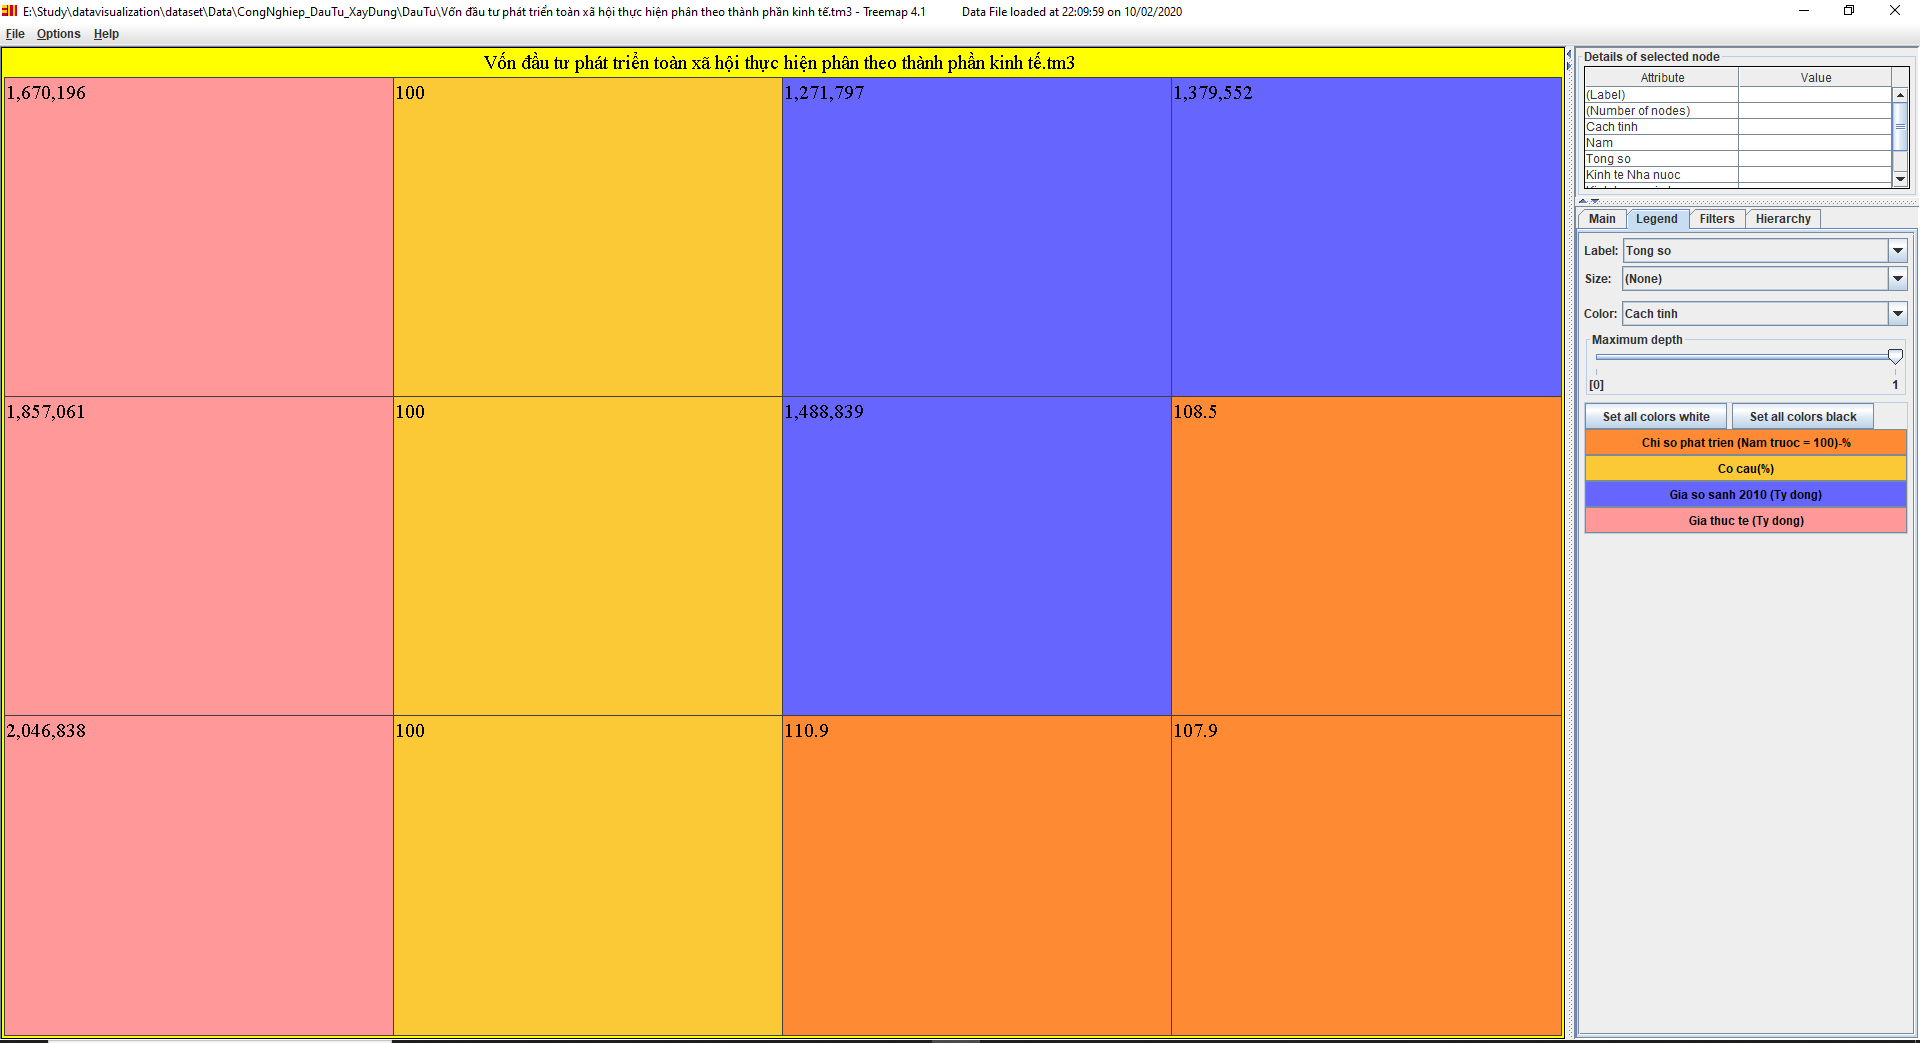 E:\Study\datavisualization\dataset\Data\CongNghiep_DauTu_XayDung\DauTu\Vốn đầu tư phát triển toàn xã hội thực hiện phân theo thành phần kinh tế.tm3 - Treemap 4.1 Data File loaded at 22:09:59 on 10/02/2020
File Options Help
Vốn đầu tư phát triển toàn xã hội thực hiện phân theo thành phần kinh tế.tm3
1,670,196 100 1,271,797 1,379,552
1,857,061 100 1,488,839 108.5
2,046,838 100 110.9 107.9
Details of selected node
Attribute Value
(Label)
(Number of nodes)
Cach tinh
Nam
Tong so
Kinh te Nha nuoc
Main Legend Filters Hierarchy
Label: Tong so
Size: (None)
Color: Cach tinh
Maximum depth
[0] 1
Set all colors white Set all colors black
Chi so phat trien (Nam truoc = 100)-%
Co cau(%)
Gia so sanh 2010 (Ty dong)
Gia thuc te (Ty dong)